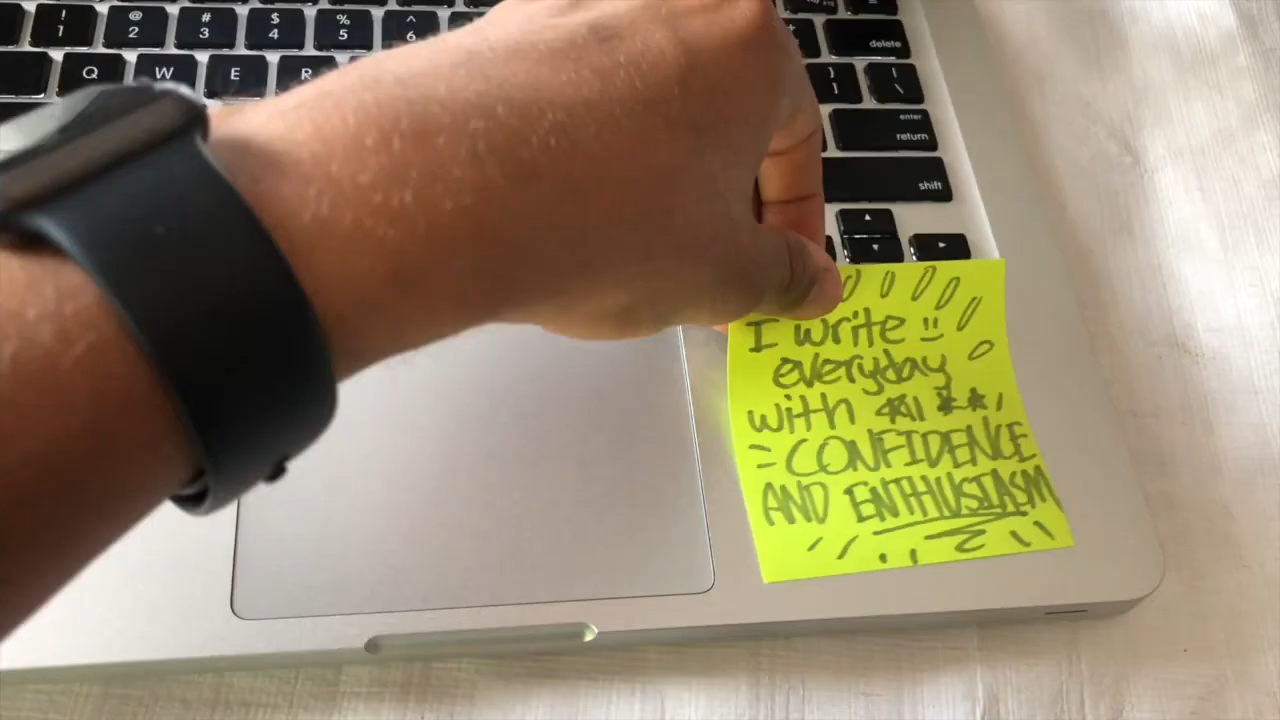 ! 1
@ 2
# 3
$ 4
% 5
^ 6
delete
Q W E R
} ]
| \
enter
return
shift
I write
everyday
with
CONFIDENCE
AND ENTHUSIASM